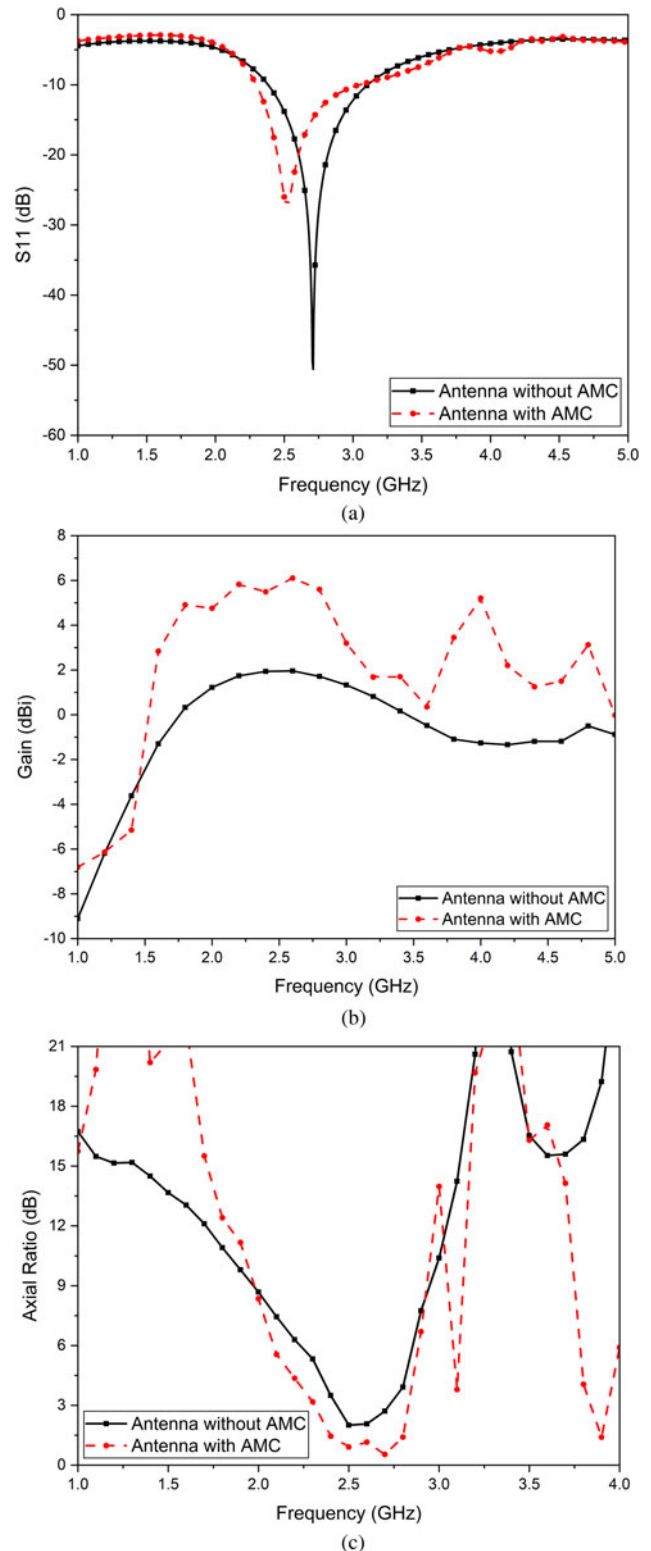 0
-10
-20
-30
-40
-50
-60
S11 (dB)
Antenna without AMC
Antenna with AMC
1.0 1.5 2.0 2.5 3.0 3.5 4.0 4.5 5.0
Frequency (GHz)
(a)
8
6
4
2
0
-2
-4
-6
-8
-10
Gain (dBi)
Antenna without AMC
Antenna with AMC
1.0 1.5 2.0 2.5 3.0 3.5 4.0 4.5 5.0
Frequency (GHz)
(b)
21
18
15
12
9
6
3
0
Axial Ratio (dB)
Antenna without AMC
Antenna with AMC
1.0 1.5 2.0 2.5 3.0 3.5 4.0
Frequency (GHz)
(c)